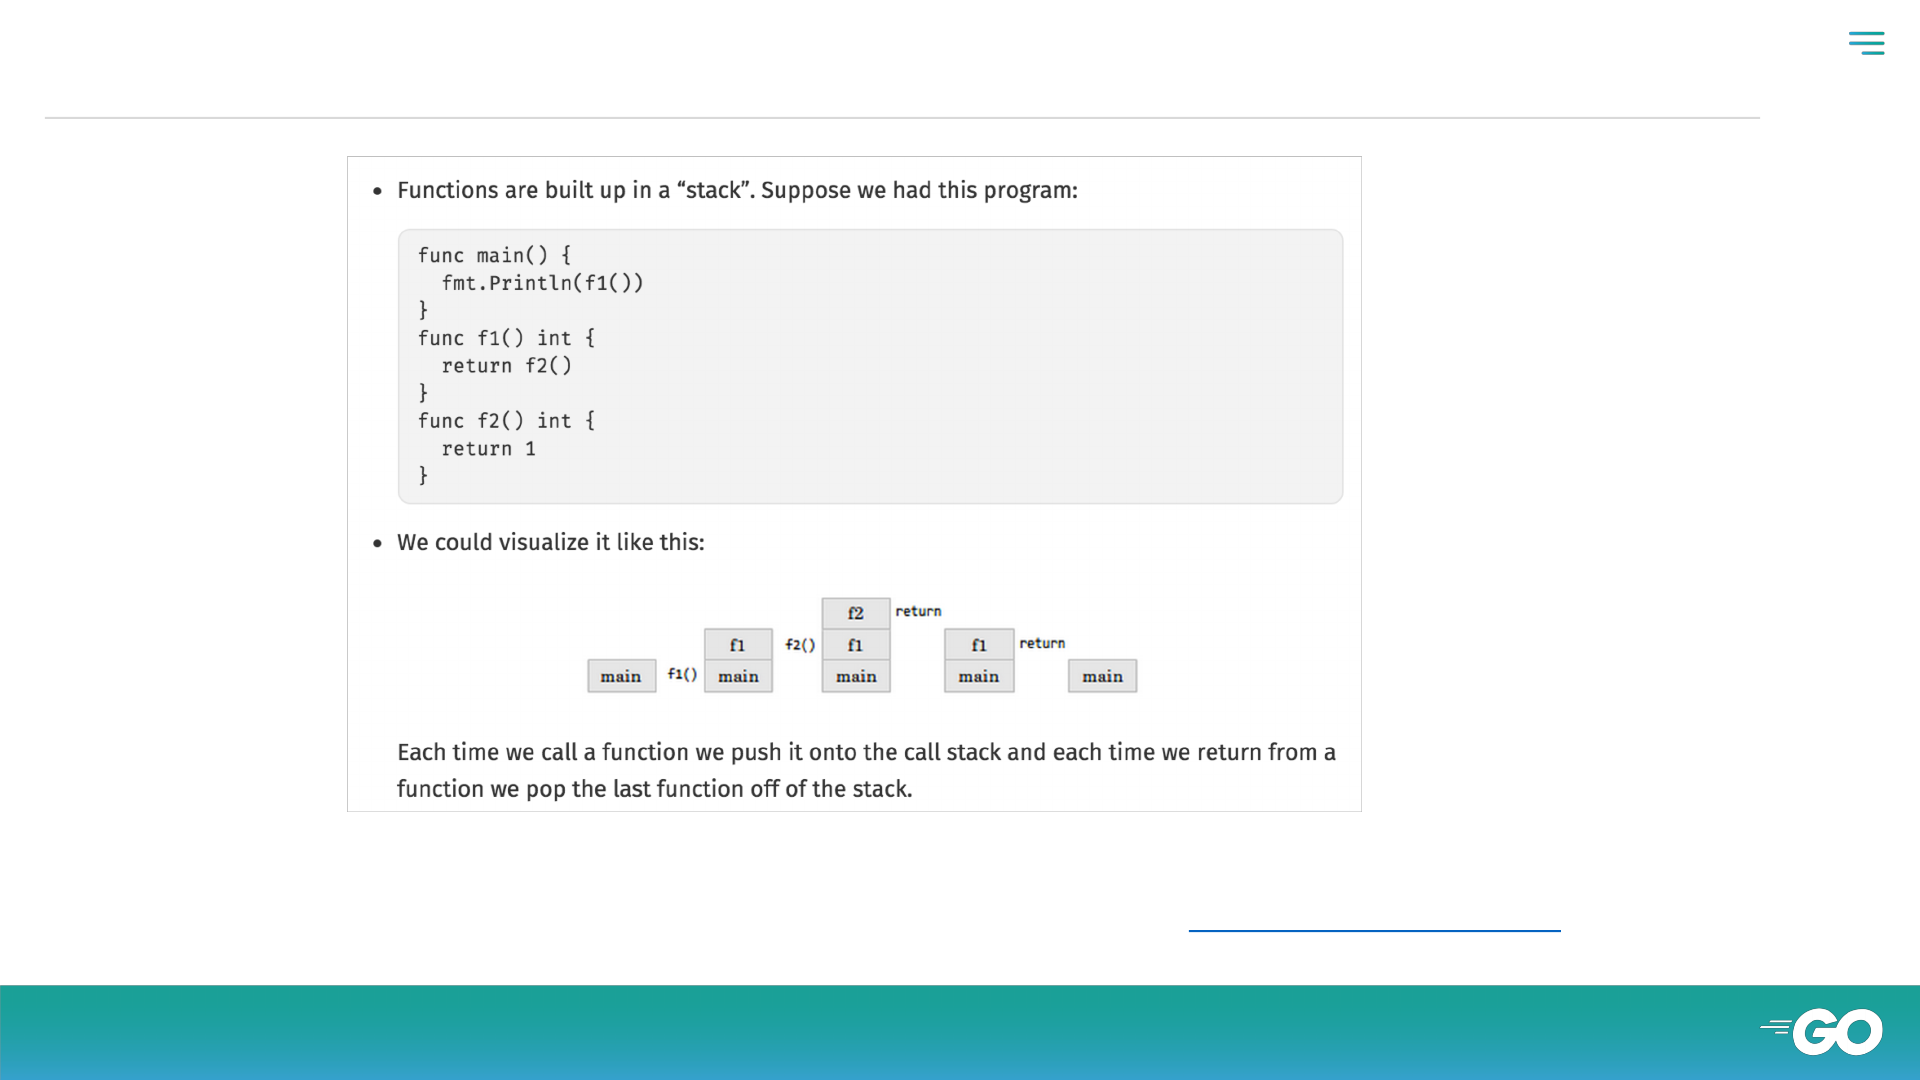 • Functions are built up in a “stack”. Suppose we had this program:
func main() {
  fmt.Println(f1())
}
func f1() int {
  return f2()
}
func f2() int {
  return 1
}
• We could visualize it like this:
f2 return
f1 f2() f1 f1 return
main f1() main main main main
Each time we call a function we push it onto the call stack and each time we return from a
function we pop the last function off of the stack.
GO